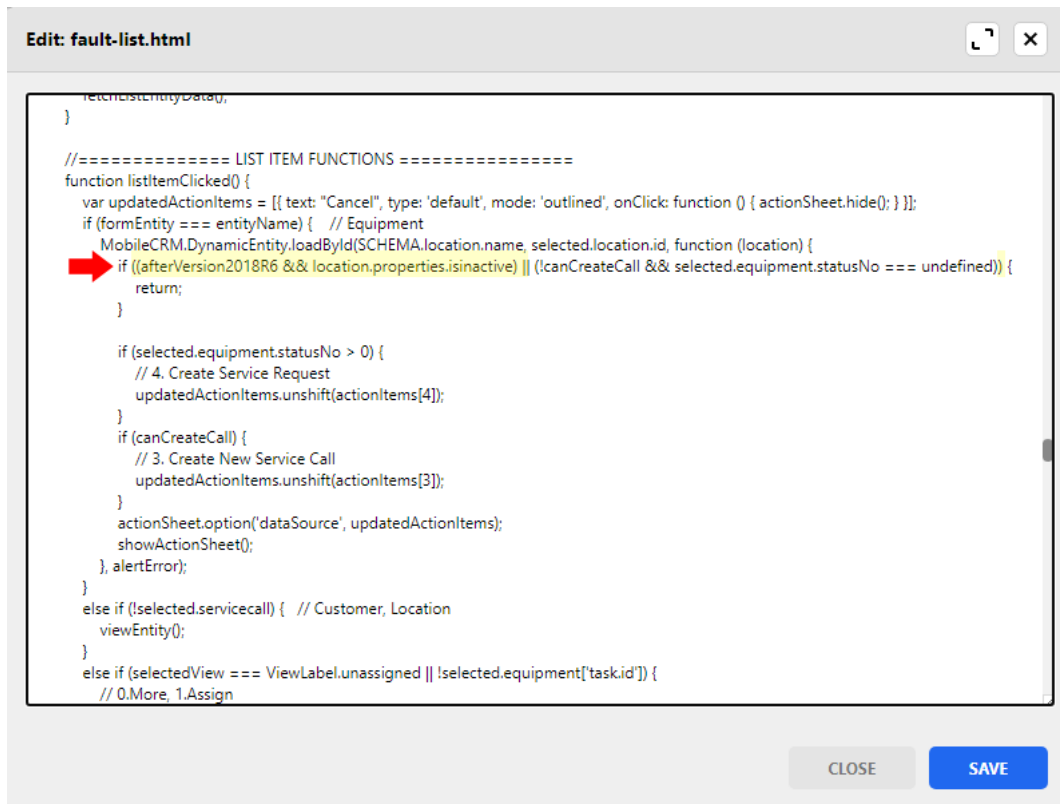 Edit: fault-list.html
fetchListEntityData();
}
//============== LIST ITEM FUNCTIONS ================
function listItemClicked() {
var updatedActionItems = [{ text: "Cancel", type: 'default', mode: 'outlined', onClick: function () { actionSheet.hide(); } }];
if (formEntity === entityName) {   // Equipment
MobileCRM.DynamicEntity.loadById(SCHEMA.location.name, selected.location.id, function (location) {
if ((afterVersion2018R6 && location.properties.isinactive) || (!canCreateCall && selected.equipment.statusNo === undefined)) {
return;
}
if (selected.equipment.statusNo > 0) {
// 4. Create Service Request
updatedActionItems.unshift(actionItems[4]);
}
if (canCreateCall) {
// 3. Create New Service Call
updatedActionItems.unshift(actionItems[3]);
}
actionSheet.option('dataSource', updatedActionItems);
showActionSheet();
}, alertError);
}
else if (!selected.servicecall) {   // Customer, Location
viewEntity();
}
else if (selectedView === ViewLabel.unassigned || !selected.equipment['task.id']) {
// 0.More, 1.Assign
CLOSE
SAVE